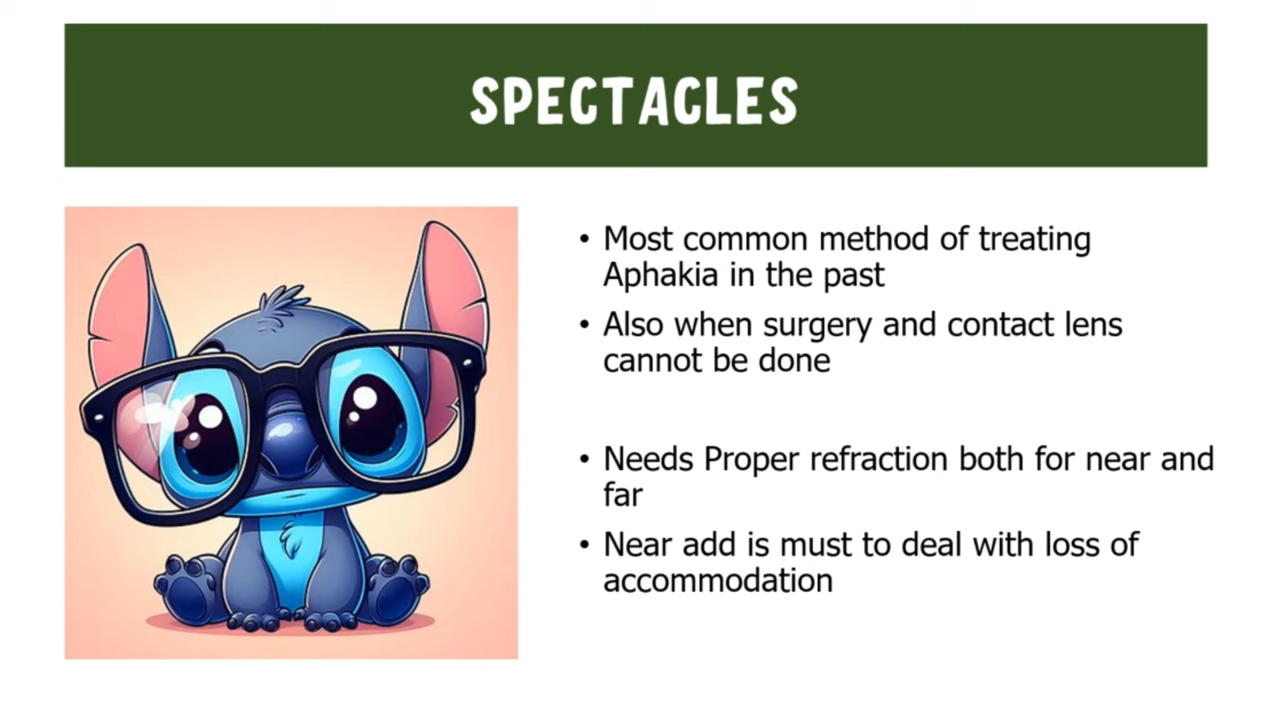 SPECTACLES
• Most common method of treating
Aphakia in the past
• Also when surgery and contact lens
cannot be done
• Needs Proper refraction both for near and
far
• Near add is must to deal with loss of
accommodation